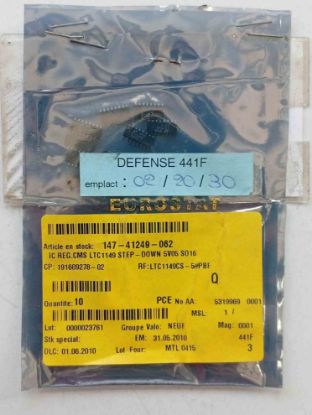 DEFENSE 441F
emplact : 02/20/30
EUROSTAT
Article en stock: 147-41249-062
IC REG.CMS LTC1149 STEP-DOWN 5V05 SO16
CP: 191609278-02 RF:LTC1149CS-5#PBF
Q
Quantite: 10 PCE No AA: 5319969 0001
MSL: 1 /
Lot: 0000023761 Groupe Valo: NEUF Mag: 0001
Stk special: EM: 31.05.2010 441F
DLC: 01.06.2010 Lot Four: MTL 0415 3